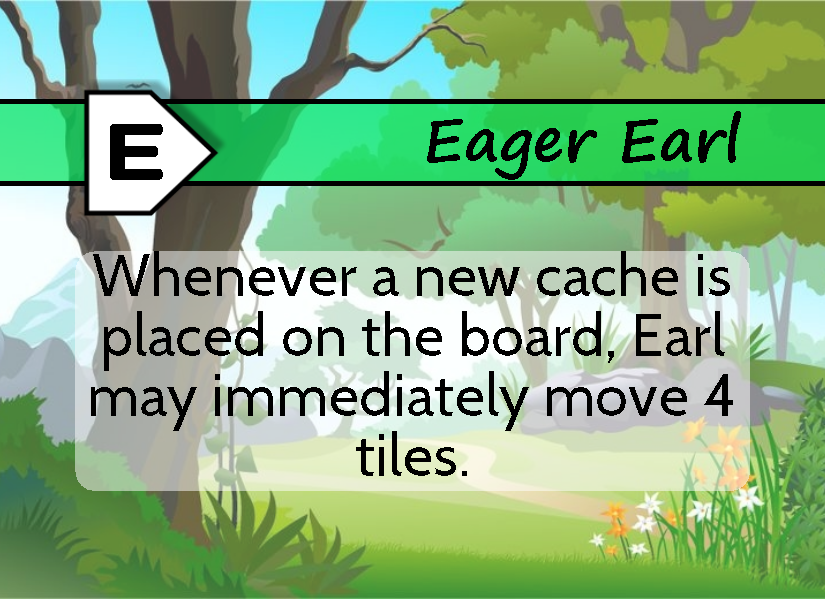 E
Eager Earl
Whenever a new cache is
placed on the board, Earl
may immediately move 4
tiles.